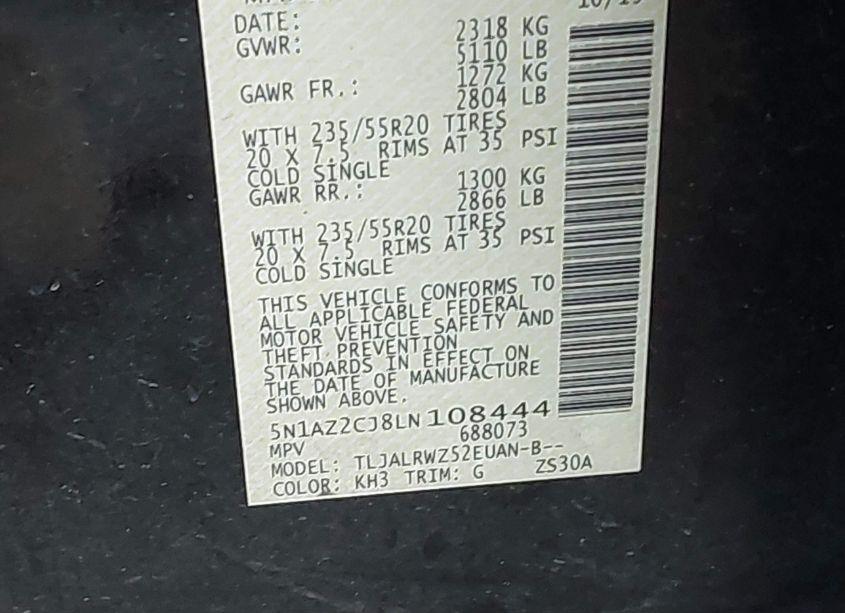 DATE:
GVWR: 2318 KG
5110 LB
GAWR FR.: 1272 KG
2804 LB
WITH 235/55R20 TIRES
20 X 7.5 RIMS AT 35 PSI
COLD SINGLE
GAWR RR.: 1300 KG
2866 LB
WITH 235/55R20 TIRES
20 X 7.5 RIMS AT 35 PSI
COLD SINGLE
THIS VEHICLE CONFORMS TO
ALL APPLICABLE FEDERAL
MOTOR VEHICLE SAFETY AND
THEFT PREVENTION
STANDARDS IN EFFECT ON
THE DATE OF MANUFACTURE
SHOWN ABOVE.
5N1AZ2CJ8LN108444
MPV 688073
MODEL: TLJALRWZ52EUAN-B--
COLOR: KH3 TRIM: G ZS30A